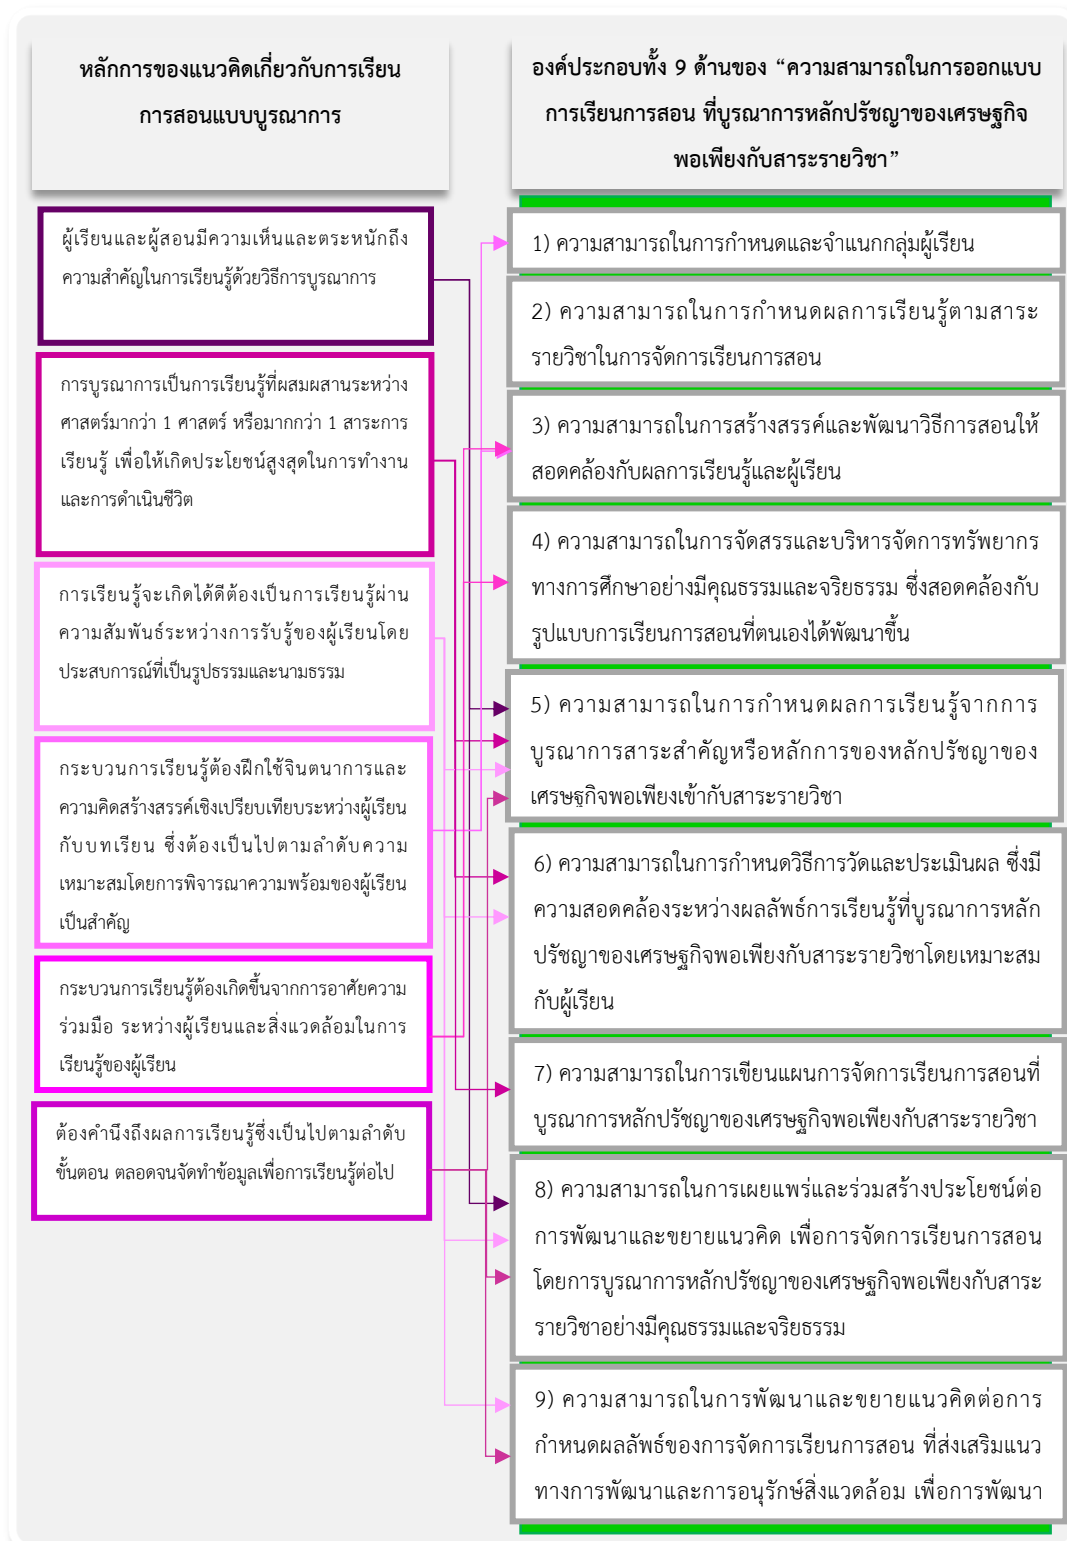 หลักการของแนวคิดเกี่ยวกับการเรียน
การสอนแบบบูรณาการ
ผู้เรียนและผู้สอนมีความเห็นและตระหนักถึง
ความสำคัญในการเรียนรู้ด้วยวิธีการบูรณาการ
การบูรณาการเป็นการเรียนรู้ที่ผสมผสานระหว่าง
ศาสตร์มากว่า 1 ศาสตร์ หรือมากกว่า 1 สาระการ
เรียนรู้ เพื่อให้เกิดประโยชน์สูงสุดในการทำงาน
และการดำเนินชีวิต
การเรียนรู้จะเกิดได้ดีต้องเป็นการเรียนรู้ผ่าน
ความสัมพันธ์ระหว่างการรับรู้ของผู้เรียนโดย
ประสบการณ์ที่เป็นรูปธรรมและนามธรรม
กระบวนการเรียนรู้ต้องฝึกใช้จินตนาการและ
ความคิดสร้างสรรค์เชิงเปรียบเทียบระหว่างผู้เรียน
กับบทเรียน ซึ่งต้องเป็นไปตามลำดับความ
เหมาะสมโดยการพิจารณาความพร้อมของผู้เรียน
เป็นสำคัญ
กระบวนการเรียนรู้ต้องเกิดขึ้นจากการอาศัยความ
ร่วมมือ ระหว่างผู้เรียนและสิ่งแวดล้อมในการ
เรียนรู้ของผู้เรียน
ต้องคำนึงถึงผลการเรียนรู้ซึ่งเป็นไปตามลำดับ
ขั้นตอน ตลอดจนจัดทำข้อมูลเพื่อการเรียนรู้ต่อไป
องค์ประกอบทั้ง 9 ด้านของ “ความสามารถในการออกแบบ
การเรียนการสอน ที่บูรณาการหลักปรัชญาของเศรษฐกิจ
พอเพียงกับสาระรายวิชา”
1) ความสามารถในการกำหนดและจำแนกกลุ่มผู้เรียน
2) ความสามารถในการกำหนดผลการเรียนรู้ตามสาระ
รายวิชาในการจัดการเรียนการสอน
3) ความสามารถในการสร้างสรรค์และพัฒนาวิธีการสอนให้
สอดคล้องกับผลการเรียนรู้และผู้เรียน
4) ความสามารถในการจัดสรรและบริหารจัดการทรัพยากร
ทางการศึกษาอย่างมีคุณธรรมและจริยธรรม ซึ่งสอดคล้องกับ
รูปแบบการเรียนการสอนที่ตนเองได้พัฒนาขึ้น
5) ความสามารถในการกำหนดผลการเรียนรู้จากการ
บูรณาการสาระสำคัญหรือหลักการของหลักปรัชญาของ
เศรษฐกิจพอเพียงเข้ากับสาระรายวิชา
6) ความสามารถในการกำหนดวิธีการวัดและประเมินผล ซึ่งมี
ความสอดคล้องระหว่างผลลัพธ์การเรียนรู้ที่บูรณาการหลัก
ปรัชญาของเศรษฐกิจพอเพียงกับสาระรายวิชาโดยเหมาะสม
กับผู้เรียน
7) ความสามารถในการเขียนแผนการจัดการเรียนการสอนที่
บูรณาการหลักปรัชญาของเศรษฐกิจพอเพียงกับสาระรายวิชา
8) ความสามารถในการเผยแพร่และร่วมสร้างประโยชน์ต่อ
การพัฒนาและขยายแนวคิด เพื่อการจัดการเรียนการสอน
โดยการบูรณาการหลักปรัชญาของเศรษฐกิจพอเพียงกับสาระ
รายวิชาอย่างมีคุณธรรมและจริยธรรม
9) ความสามารถในการพัฒนาและขยายแนวคิดต่อการ
กำหนดผลลัพธ์ของการจัดการเรียนการสอน ที่ส่งเสริมแนว
ทางการพัฒนาและการอนุรักษ์สิ่งแวดล้อม เพื่อการพัฒนา